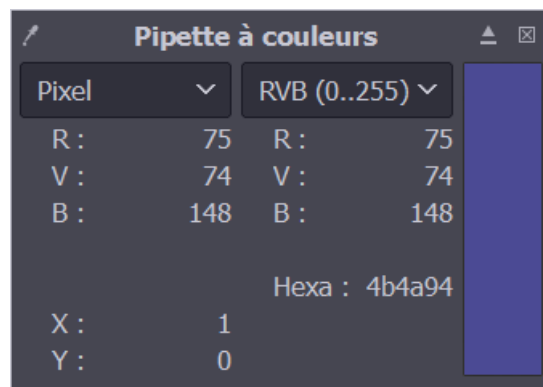 Pipette à couleurs
Pixel RVB (0..255)
R : 75 R : 75
V : 74 V : 74
B : 148 B : 148
Hexa : 4b4a94
X : 1
Y : 0